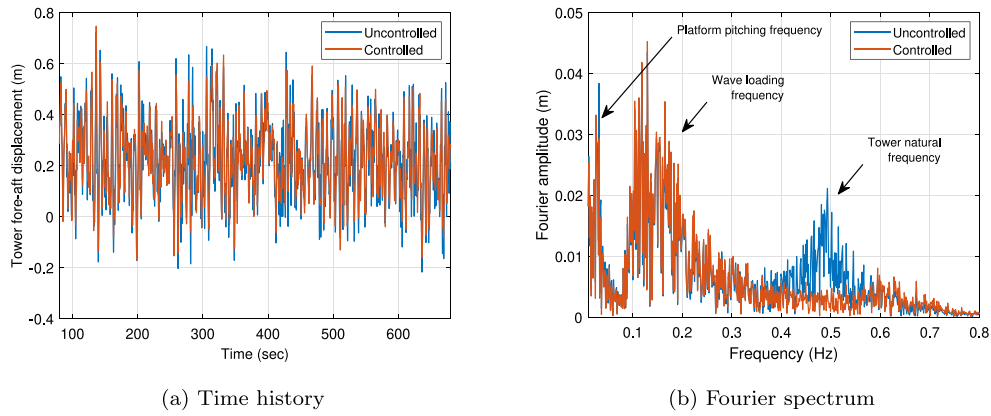 0.8
0.6
0.4
0.2
0
-0.2
-0.4
Tower fore-aft displacement (m)
100
200
300
400
500
600
Time (sec)
Uncontrolled
Controlled
(a) Time history
0.05
0.04
0.03
0.02
0.01
0
Fourier amplitude (m)
0.1
0.2
0.3
0.4
0.5
0.6
0.7
0.8
Frequency (Hz)
Platform pitching frequency
Wave loading
frequency
Tower natural
frequency
Uncontrolled
Controlled
(b) Fourier spectrum